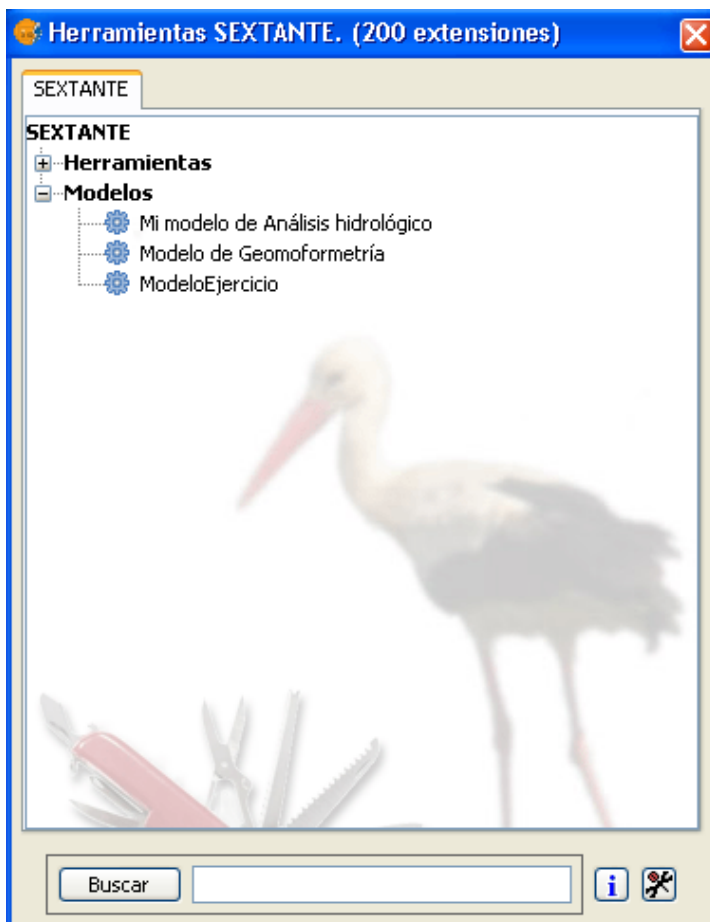 Herramientas SEXTANTE. (200 extensiones)
SEXTANTE
SEXTANTE
Herramientas
Modelos
Mi modelo de Análisis hidrológico
Modelo de Geomoformetría
ModeloEjercicio
Buscar